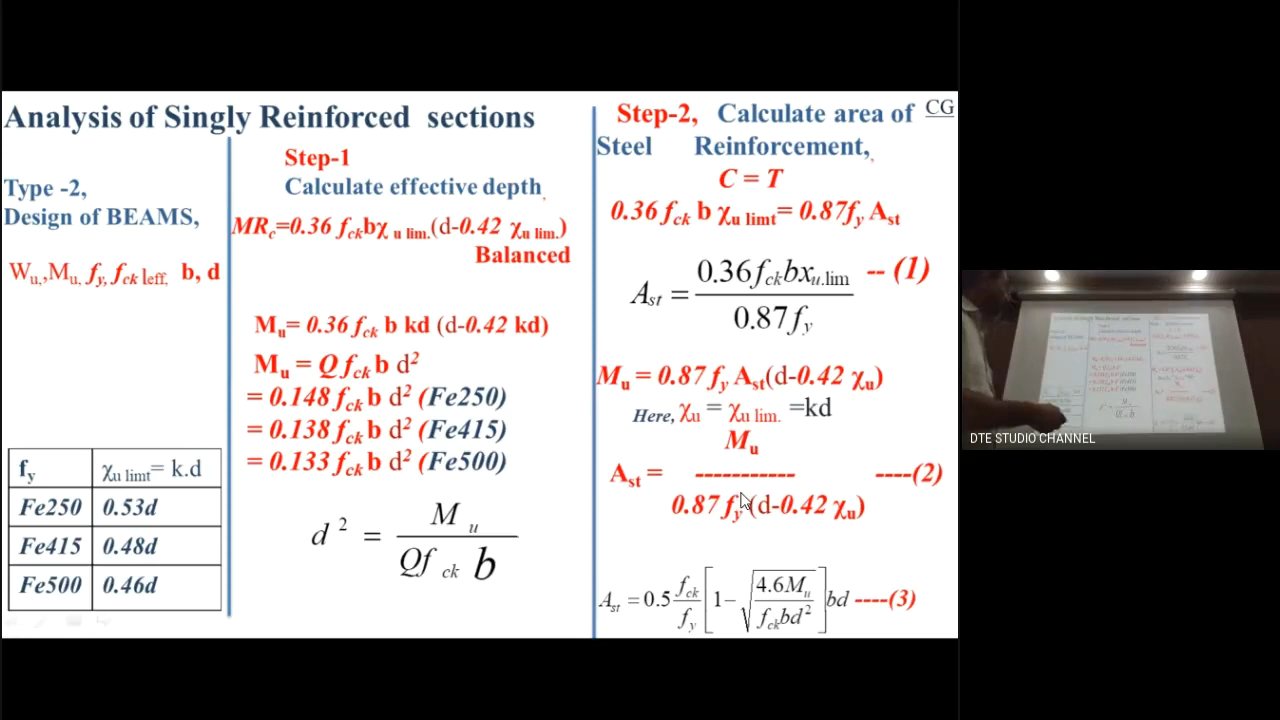 Analysis of Singly Reinforced sections
Type -2,
Design of BEAMS,
Wu,,Mu, fy, fck leff, b, d
fy χu limt= k.d
Fe250 0.53d
Fe415 0.48d
Fe500 0.46d
Step-1
Calculate effective depth,
MRc=0.36 fckbχ u lim.(d-0.42 χu lim.)
Balanced
Mu= 0.36 fck b kd (d-0.42 kd)
Mu = Q fck b d²
= 0.148 fck b d² (Fe250)
= 0.138 fck b d² (Fe415)
= 0.133 fck b d² (Fe500)
d² = Mu / Qfck b
Step-2, Calculate area of CG
Steel Reinforcement,,
C = T
0.36 fck b χu limt= 0.87fy Ast
Ast = 0.36fckbxu.lim / 0.87fy -- (1)
Mu = 0.87 fy Ast(d-0.42 χu)
Here, χu = χu lim. =kd
Mu
Ast = ----------- ----(2)
0.87 fy (d-0.42 χu)
Ast = 0.5 fck/fy [1-√(4.6Mu/fckbd²)] bd ----(3)
DTE STUDIO CHANNEL